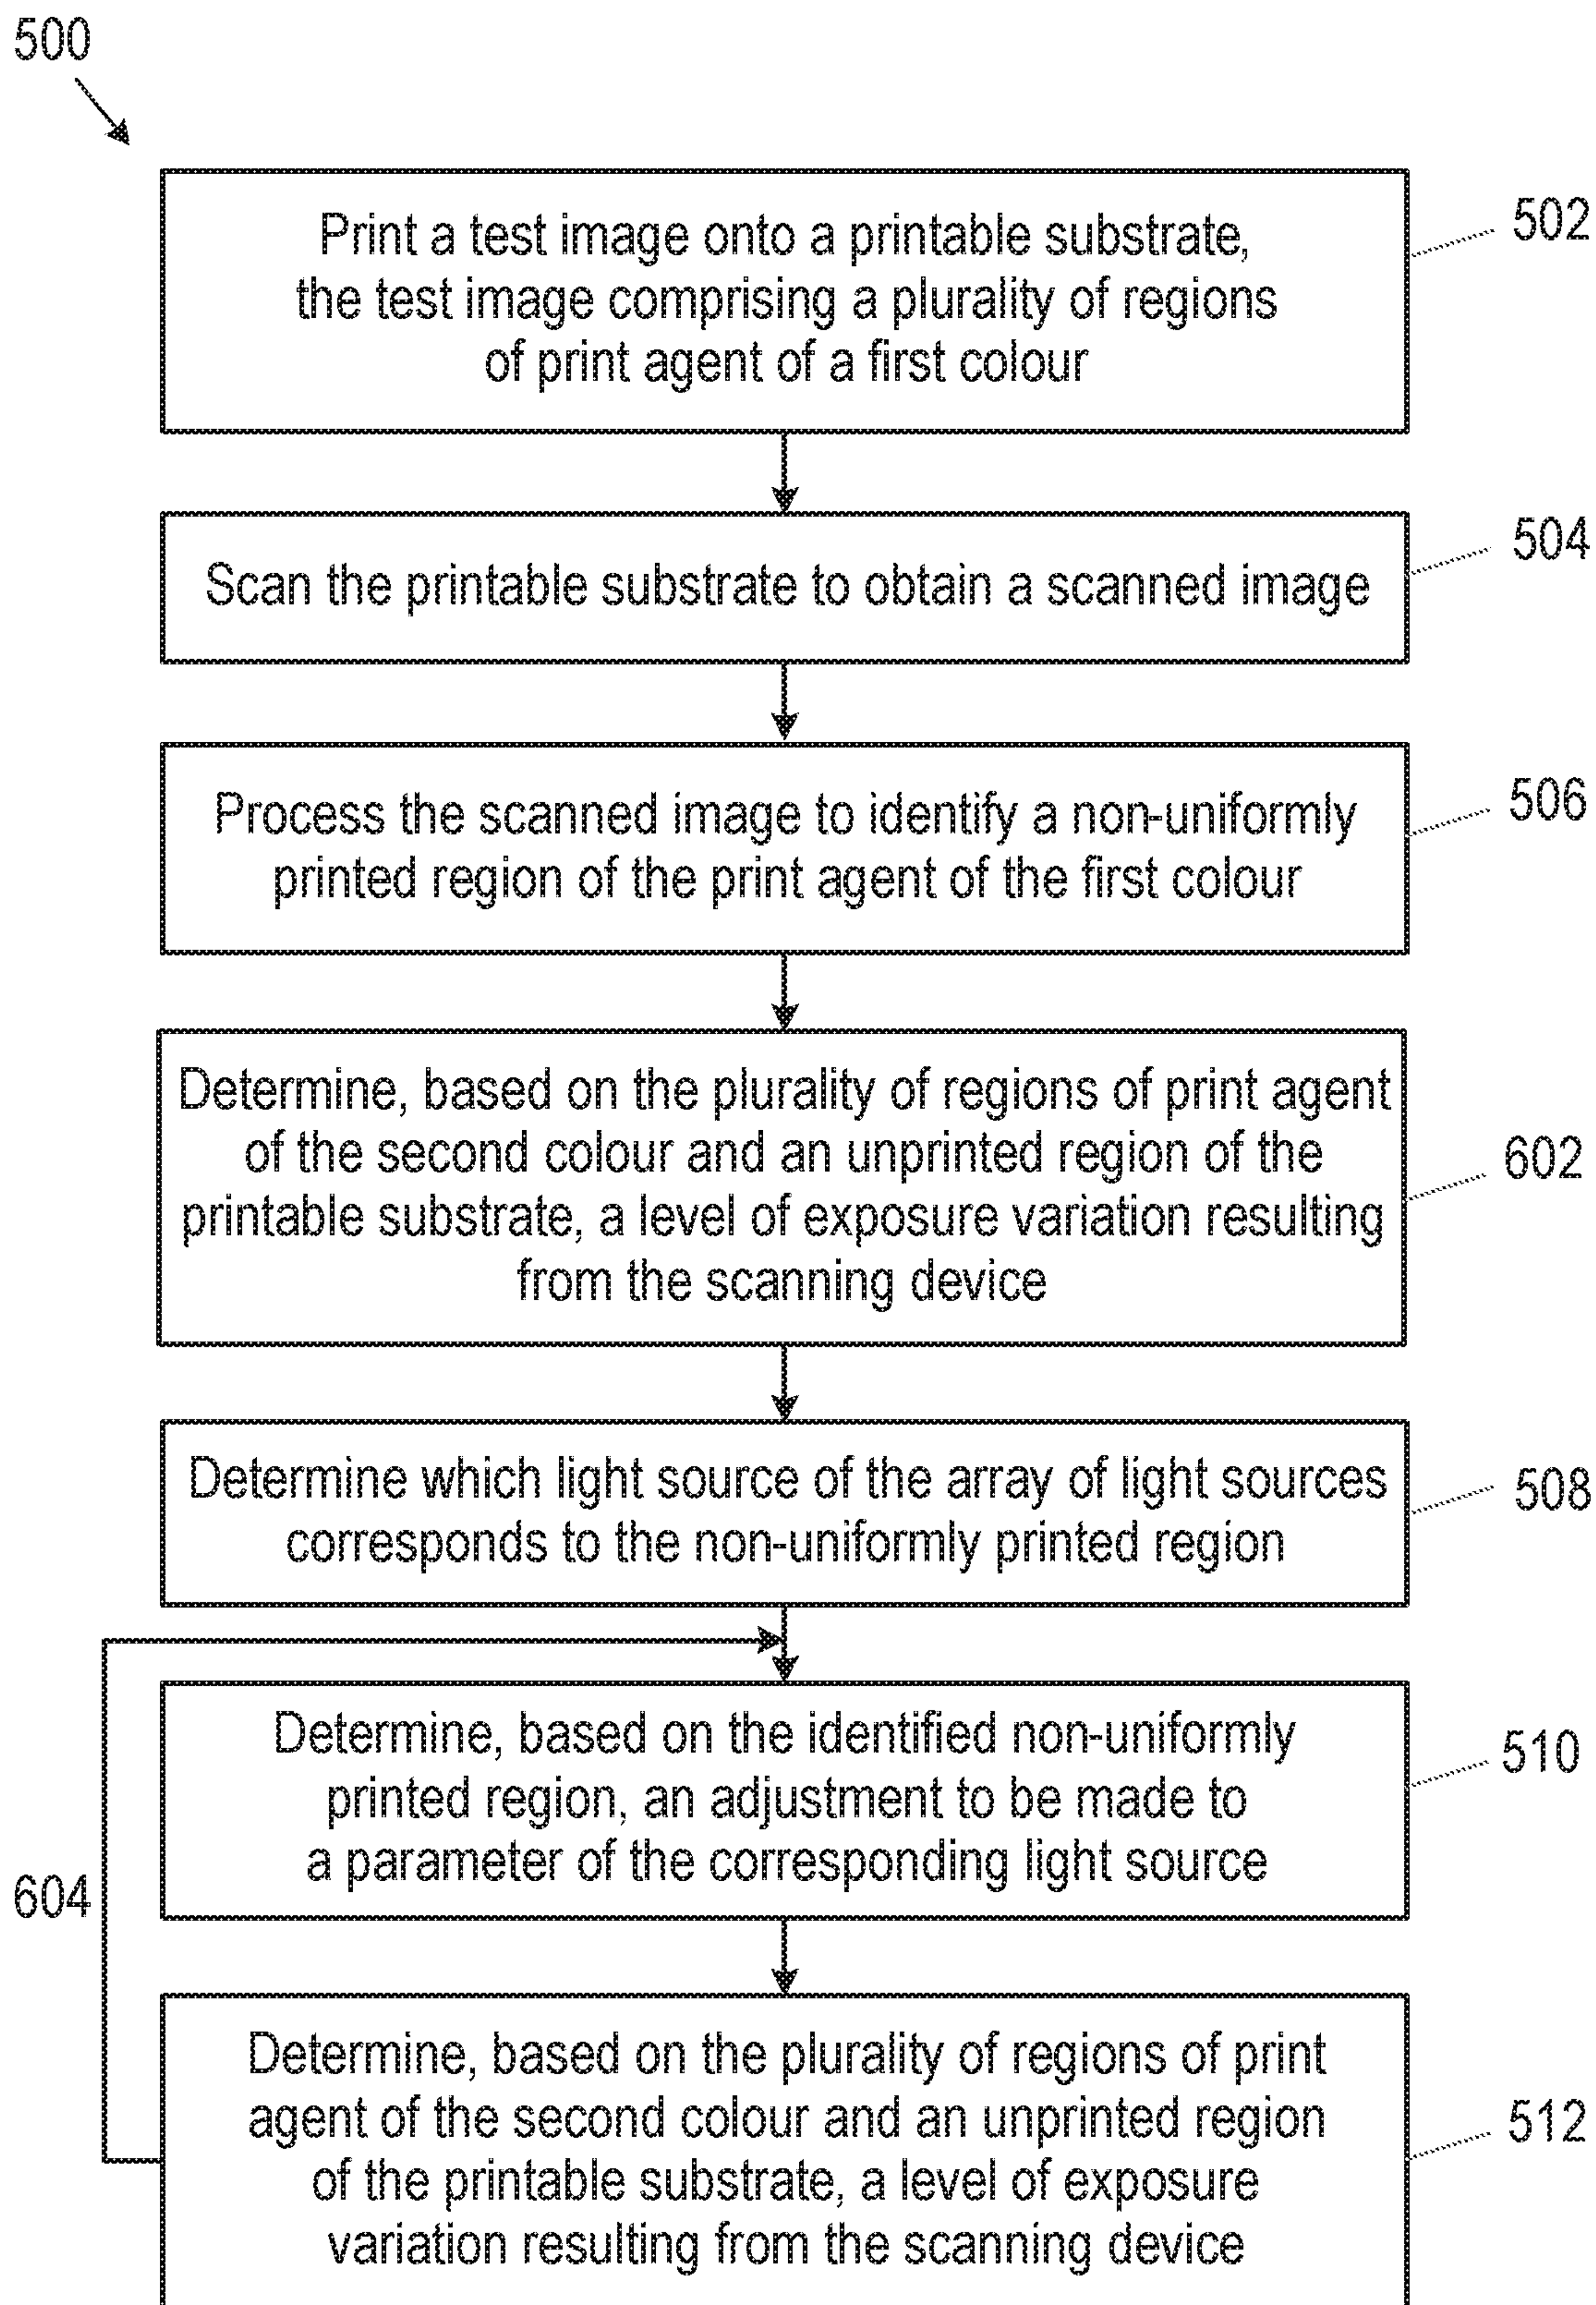 500
Print a test image onto a printable substrate,
the test image comprising a plurality of regions
of print agent of a first colour
502
Scan the printable substrate to obtain a scanned image
504
Process the scanned image to identify a non-uniformly
printed region of the print agent of the first colour
506
Determine, based on the plurality of regions of print agent
of the second colour and an unprinted region of the
printable substrate, a level of exposure variation resulting
from the scanning device
602
Determine which light source of the array of light sources
corresponds to the non-uniformly printed region
508
Determine, based on the identified non-uniformly
printed region, an adjustment to be made to
a parameter of the corresponding light source
510
604
Determine, based on the plurality of regions of print
agent of the second colour and an unprinted region
of the printable substrate, a level of exposure
variation resulting from the scanning device
512